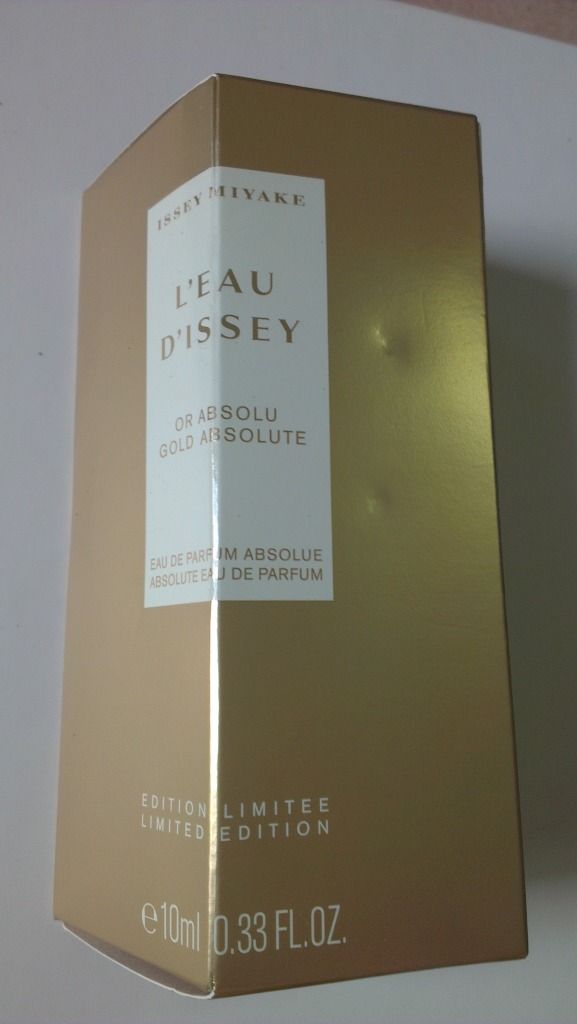 ISSEY MIYAKE
L'EAU
D'ISSEY
OR ABSOLU
GOLD ABSOLUTE
EAU DE PARFUM ABSOLUE
ABSOLUTE EAU DE PARFUM
EDITION LIMITEE
LIMITED EDITION
℮10ml 0.33 FL.OZ.